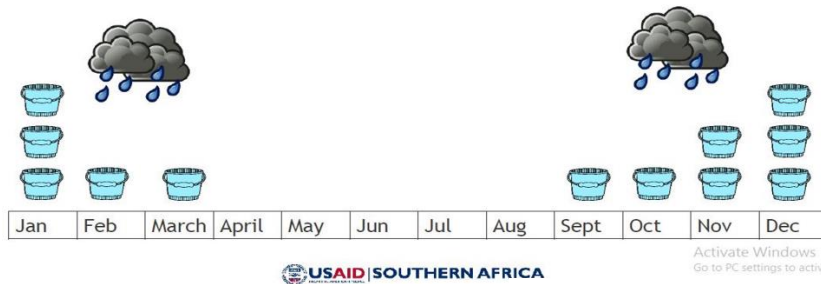 Jan Feb March April May Jun Jul Aug Sept Oct Nov Dec
Activate Windows
Go to PC settings to activ
USAID SOUTHERN AFRICA